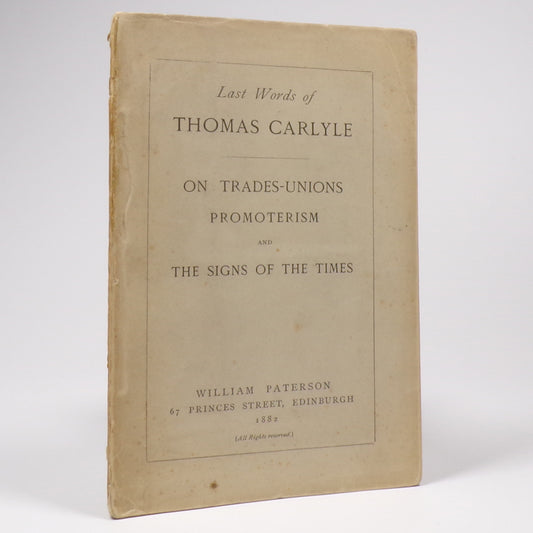 Last Words of
THOMAS CARLYLE
ON TRADES-UNIONS
PROMOTERISM
AND
THE SIGNS OF THE TIMES
WILLIAM PATERSON
67 PRINCES STREET, EDINBURGH
1882
(All Rights reserved.)